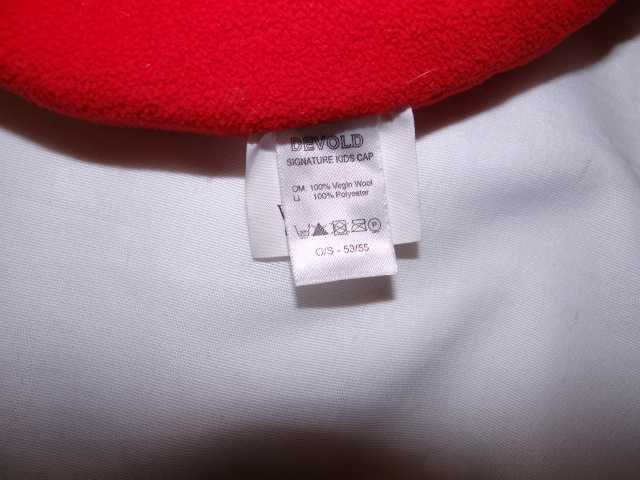 DEVOLD
SIGNATURE KIDS CAP
OM 100% Virgin Wool
LI 100% Polyester
P
O/S - 53/55